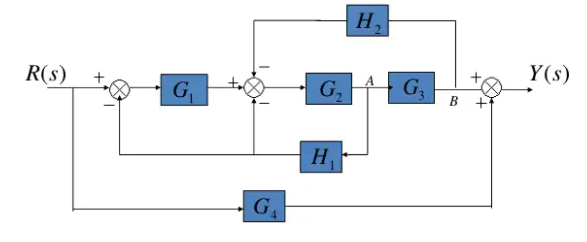 H₂
−
R(s) + G₁ + G₂ A G₃ + Y(s)
− − B +
H₁
G₄